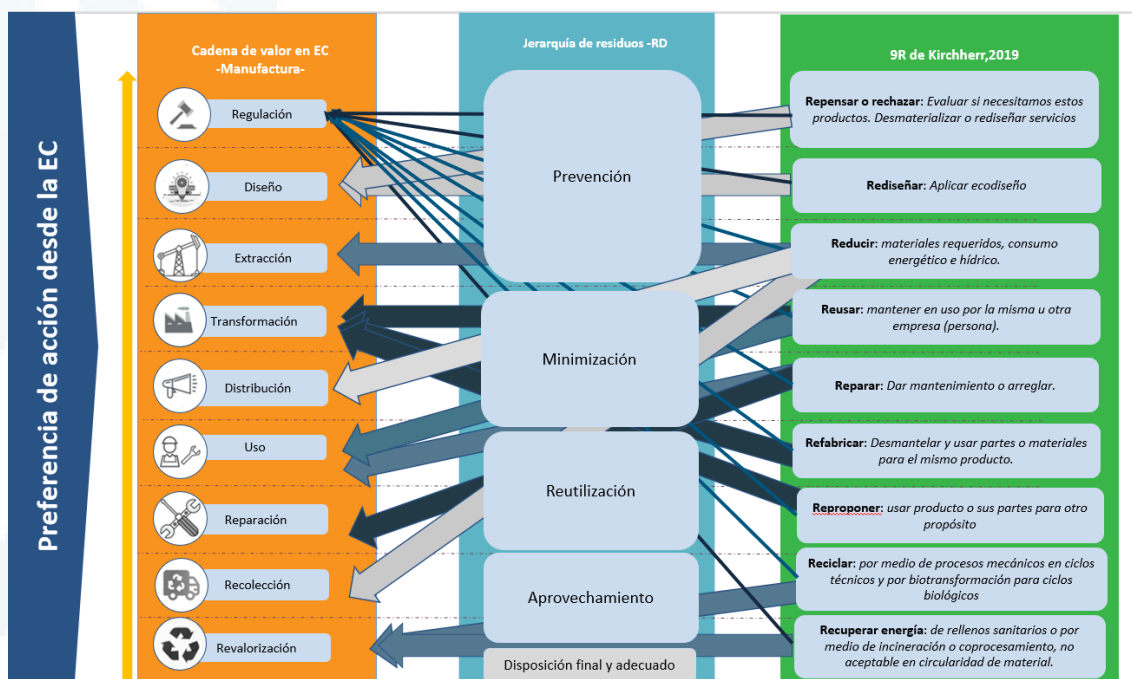 Preferencia de acción desde la EC
Cadena de valor en EC
-Manufactura-
Regulación
Diseño
Extracción
Transformación
Distribución
Uso
Reparación
Recolección
Revalorización
Jerarquía de residuos -RD
Prevención
Minimización
Reutilización
Aprovechamiento
Disposición final y adecuado
9R de Kirchherr,2019
Repensar o rechazar: Evaluar si necesitamos estos
productos. Desmaterializar o rediseñar servicios
Rediseñar: Aplicar ecodiseño
Reducir: materiales requeridos, consumo
energético e hídrico.
Reusar: mantener en uso por la misma u otra
empresa (persona).
Reparar: Dar mantenimiento o arreglar.
Refabricar: Desmantelar y usar partes o materiales
para el mismo producto.
Reproponer: usar producto o sus partes para otro
propósito
Reciclar: por medio de procesos mecánicos en ciclos
técnicos y por biotransformación para ciclos
biológicos
Recuperar energía: de rellenos sanitarios o por
medio de incineración o coprocesamiento, no
aceptable en circularidad de material.